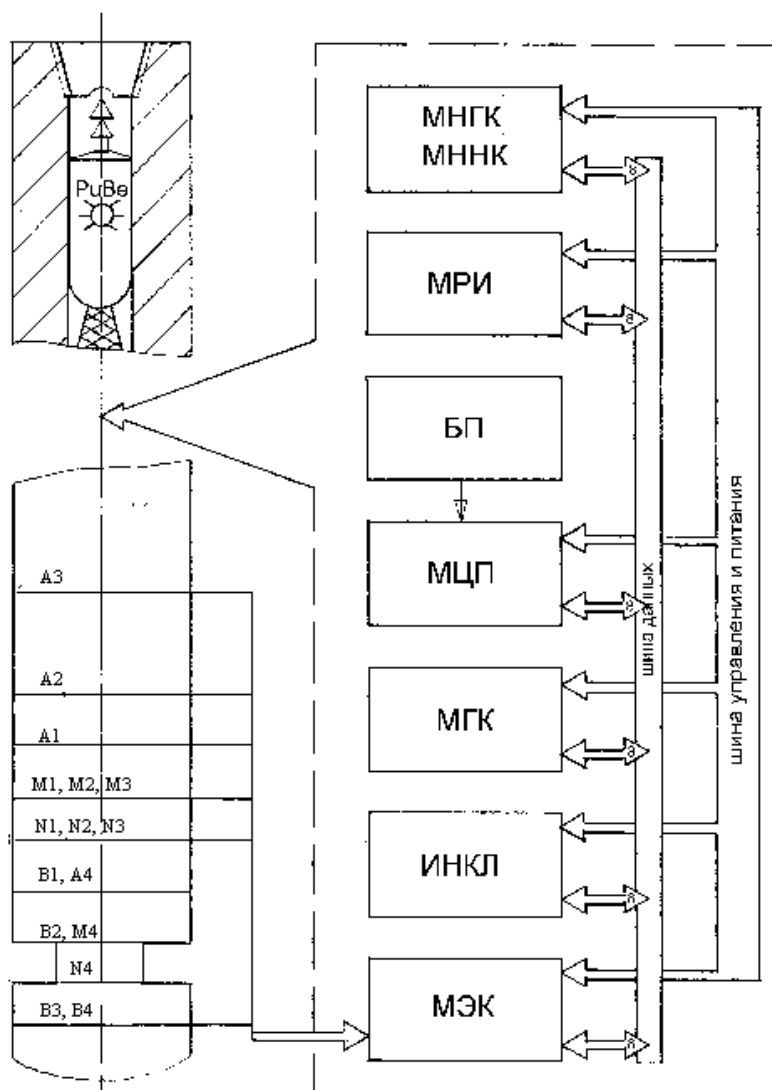 PuBe
A3
A2
A1
M1, M2, M3
N1, N2, N3
B1, A4
B2, M4
N4
B3, B4
МНГК
МННК
МРИ
БП
МЦП
МГК
ИНКЛ
МЭК
шина данных
шина управления и питания